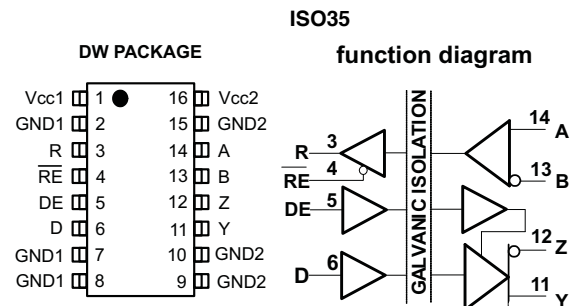 ISO35
DW PACKAGE
function diagram
Vcc1 1 16 Vcc2
GND1 2 15 GND2
R 3 14 A
RE 4 13 B
DE 5 12 Z
D 6 11 Y
GND1 7 10 GND2
GND1 8 9 GND2
GALVANIC ISOLATION
R 3
RE 4
DE 5
D 6
14 A
13 B
12 Z
11 Y